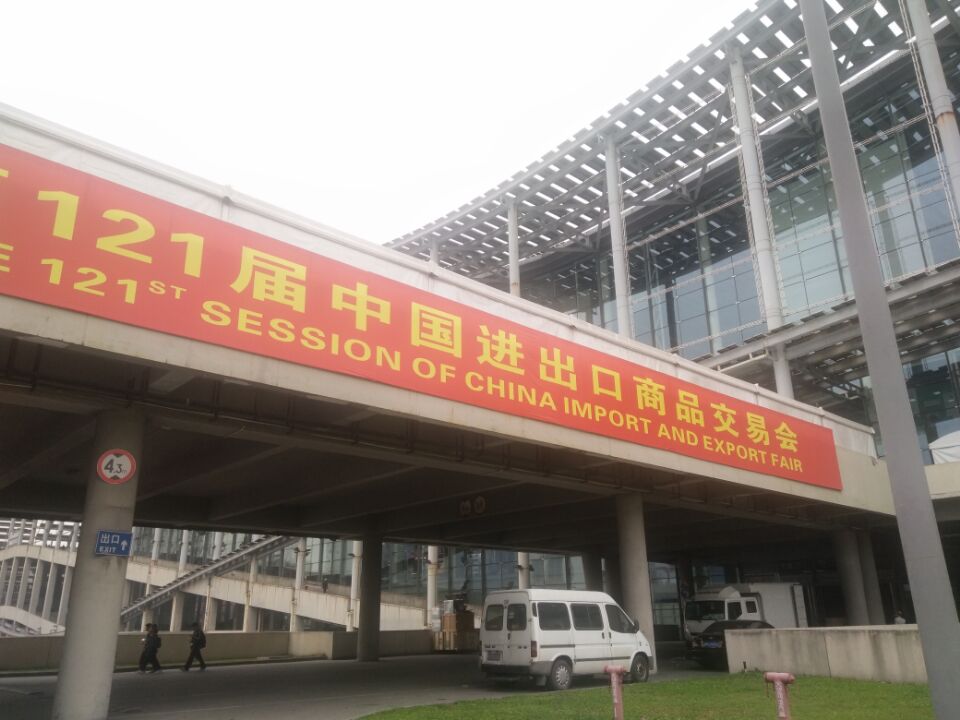 121届中国进出口商品交易会
121ST SESSION OF CHINA IMPORT AND EXPORT FAIR
4.3m
出口
EXIT